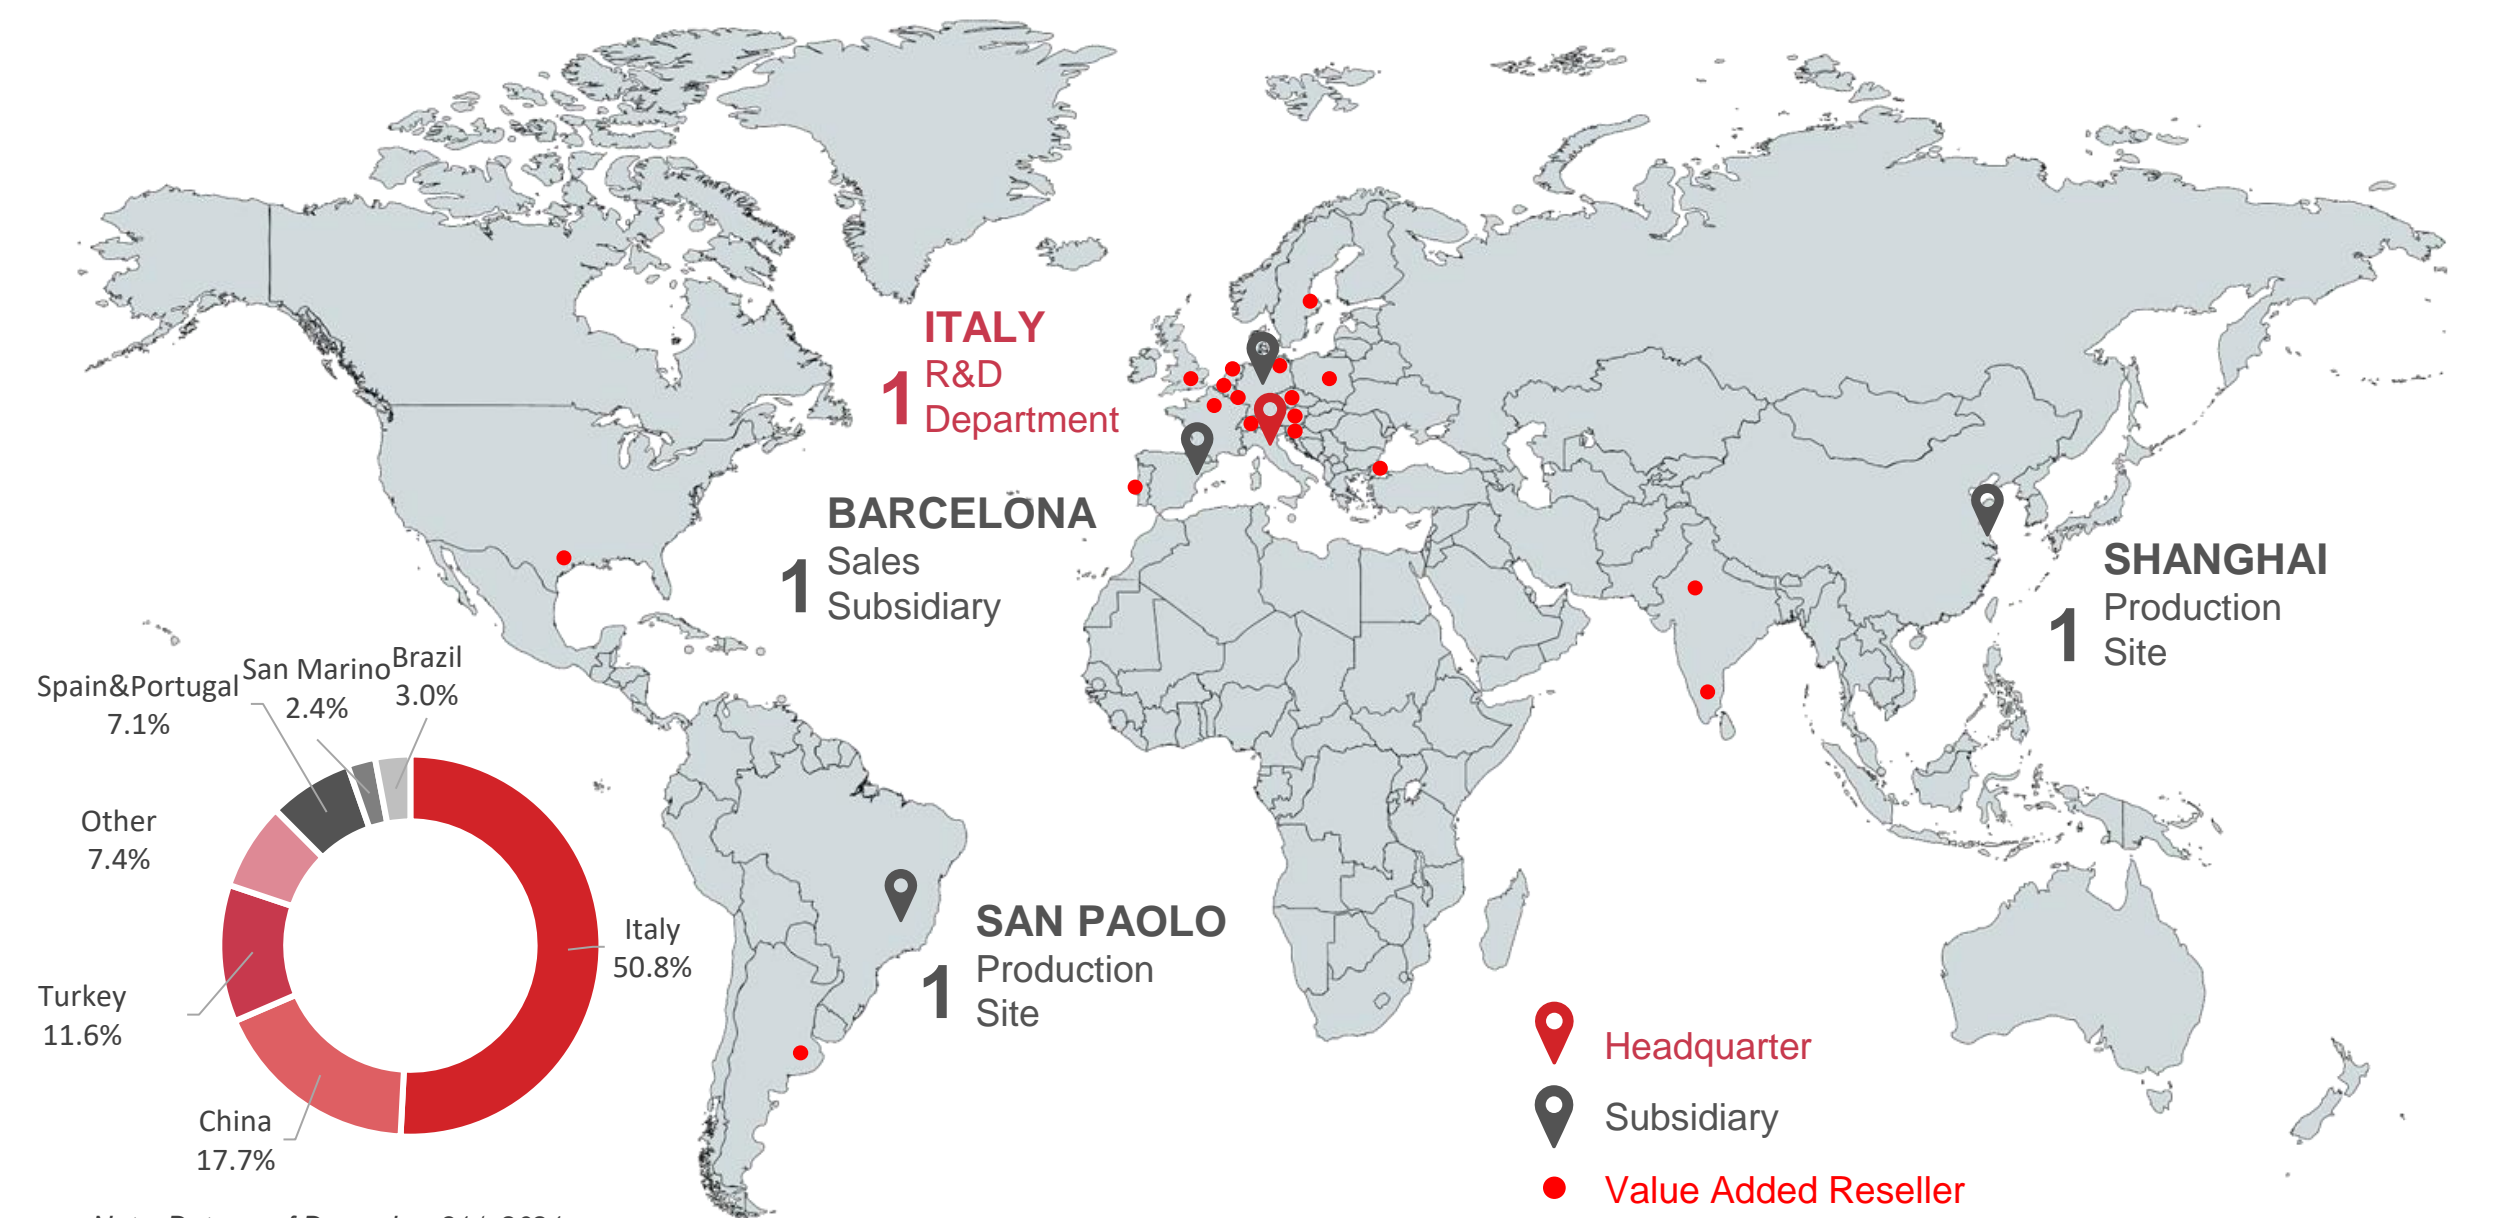 ITALY
1
R&D
Department
BARCELONA
1
Sales
Subsidiary
SHANGHAI
1
Production
Site
SAN PAOLO
1
Production
Site
Spain&Portugal
7.1%
San Marino
2.4%
Brazil
3.0%
Other
7.4%
Turkey
11.6%
China
17.7%
Italy
50.8%
Headquarter
Subsidiary
Value Added Reseller